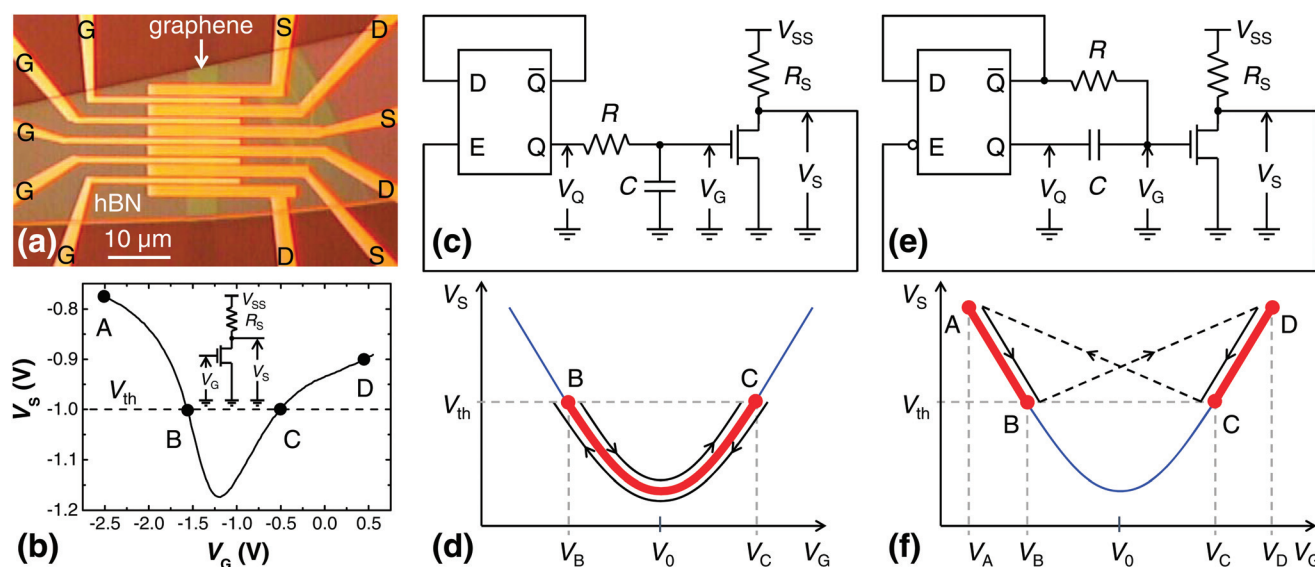 graphene
G
G
S
D
G
G
S
G
D
G
D
S
hBN
10 µm
(a)
-0.8
-0.9
-1.0
-1.1
-1.2
V_S (V)
A
V_th
B
C
D
V_SS
R_S
V_G
V_S
-2.5 -2.0 -1.5 -1.0 -0.5 0.0 0.5
V_G (V)
(b)
D
Q̅
E
Q
R
C
V_Q
V_G
V_SS
R_S
V_S
(c)
V_S
V_th
B
C
V_B
V_0
V_C
V_G
(d)
D
Q̅
E
Q
R
C
V_Q
V_G
V_SS
R_S
V_S
(e)
V_S
A
D
V_th
B
C
V_A
V_B
V_0
V_C
V_D
V_G
(f)